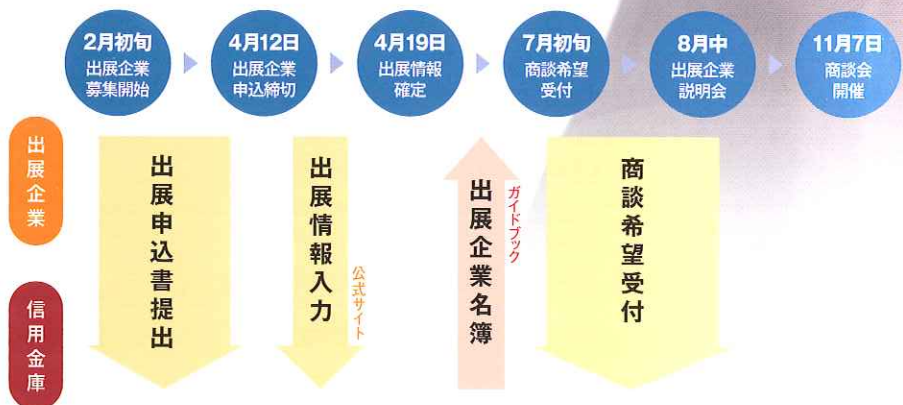 2月初旬
出展企業
募集開始
4月12日
出展企業
申込締切
4月19日
出展情報
確定
7月初旬
商談希望
受付
8月中
出展企業
説明会
11月7日
商談会
開催
出展企業
信用金庫
出展申込書提出
出展情報入力
公式サイト
出展企業名簿
ガイドブック
商談希望受付